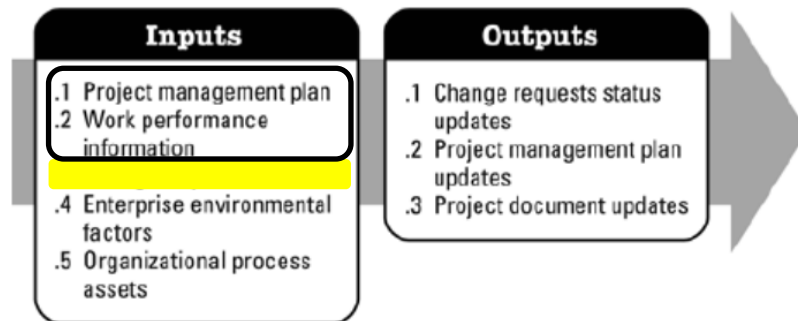 Inputs
.1 Project management plan
.2 Work performance
information
.4 Enterprise environmental
factors
.5 Organizational process
assets
Outputs
.1 Change requests status
updates
.2 Project management plan
updates
.3 Project document updates